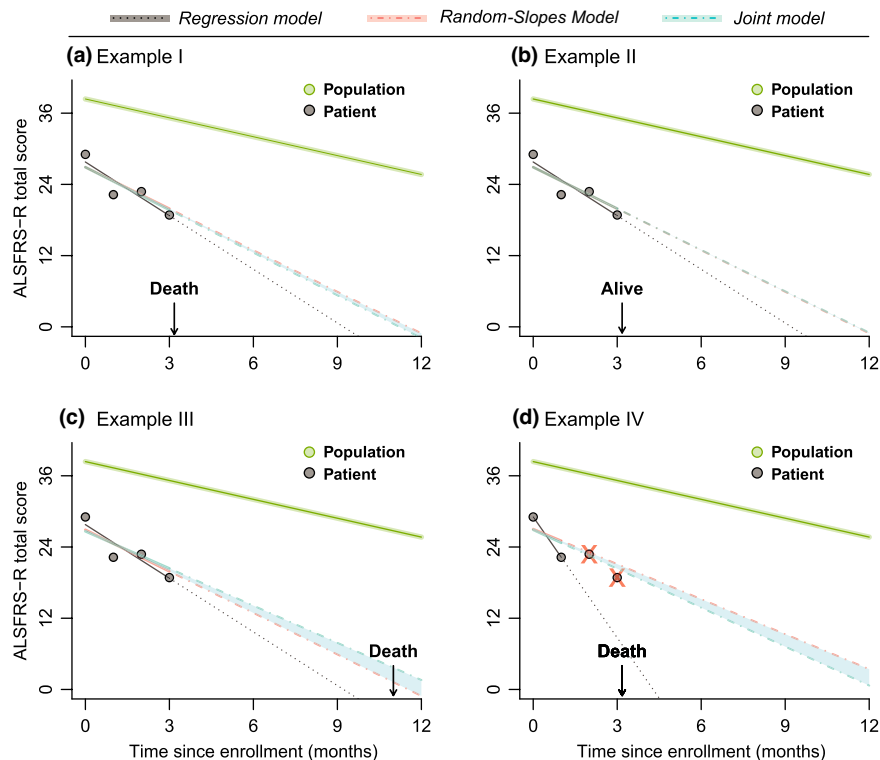 Regression model Random-Slopes Model Joint model
(a) Example I
Population
Patient
ALSFRS−R total score
36
24
12
0
Death
0 3 6 9 12
(b) Example II
Population
Patient
36
24
12
0
Alive
0 3 6 9 12
(c) Example III
Population
Patient
ALSFRS−R total score
36
24
12
0
Death
0 3 6 9 12
Time since enrollment (months)
(d) Example IV
Population
Patient
36
24
12
0
Death
0 3 6 9 12
Time since enrollment (months)